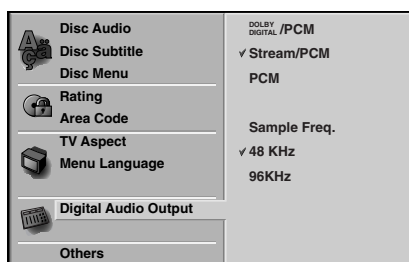 Disc Audio
Disc Subtitle
Disc Menu
Rating
Area Code
TV Aspect
Menu Language
Digital Audio Output
Others
DOLBY DIGITAL /PCM
✓ Stream/PCM
PCM
Sample Freq.
✓ 48 KHz
96KHz